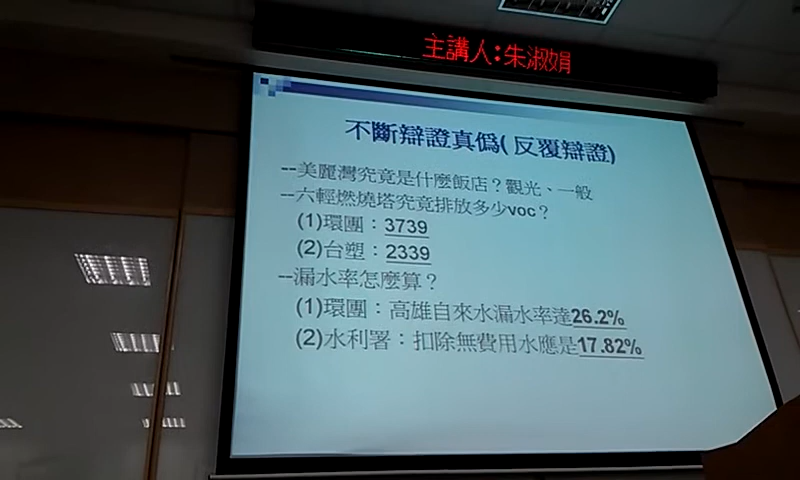 主講人:朱淑娟
不斷辯證真偽(反覆辯證)
--美麗灣究竟是什麼飯店？觀光、一般
--六輕燃燒塔究竟排放多少voc？
(1)環團：3739
(2)台塑：2339
--漏水率怎麼算？
(1)環團：高雄自來水漏水率達26.2%
(2)水利署：扣除無費用水應是17.82%